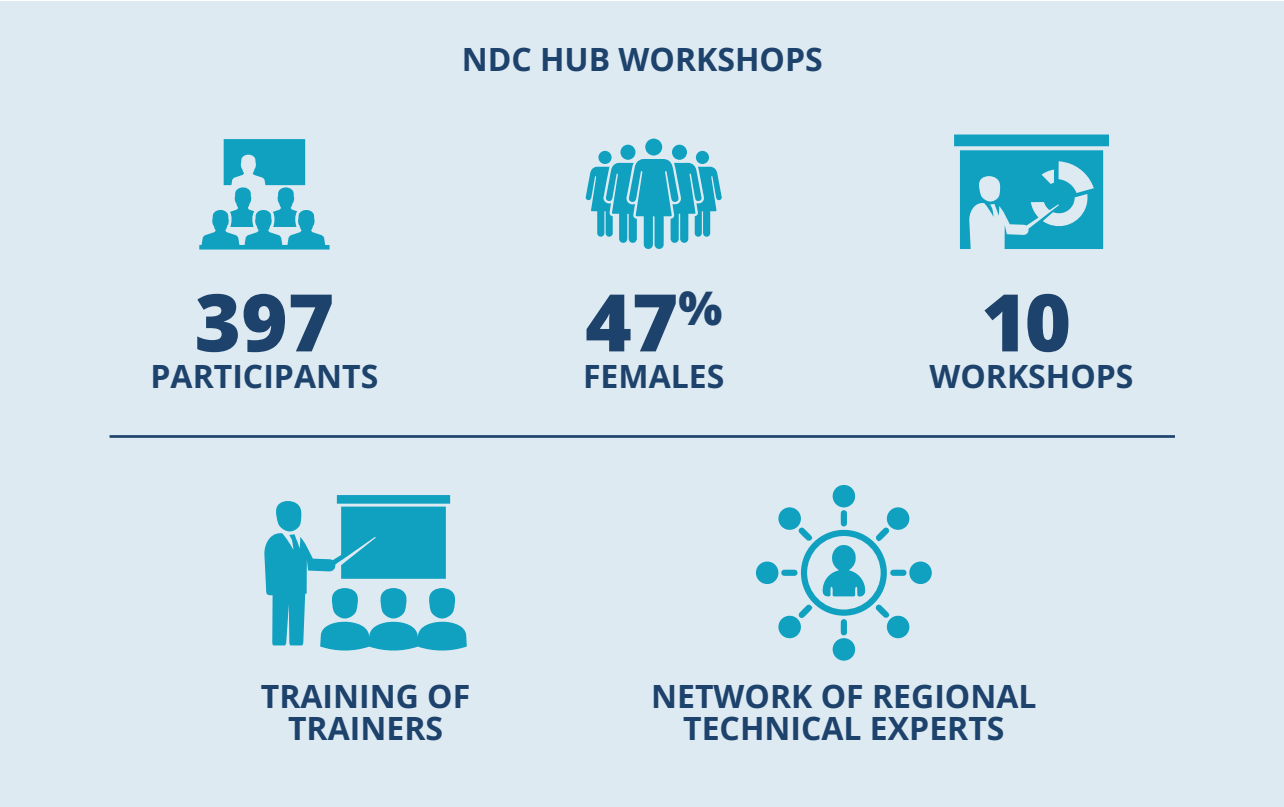 NDC HUB WORKSHOPS
397
PARTICIPANTS
47%
FEMALES
10
WORKSHOPS
TRAINING OF
TRAINERS
NETWORK OF REGIONAL
TECHNICAL EXPERTS